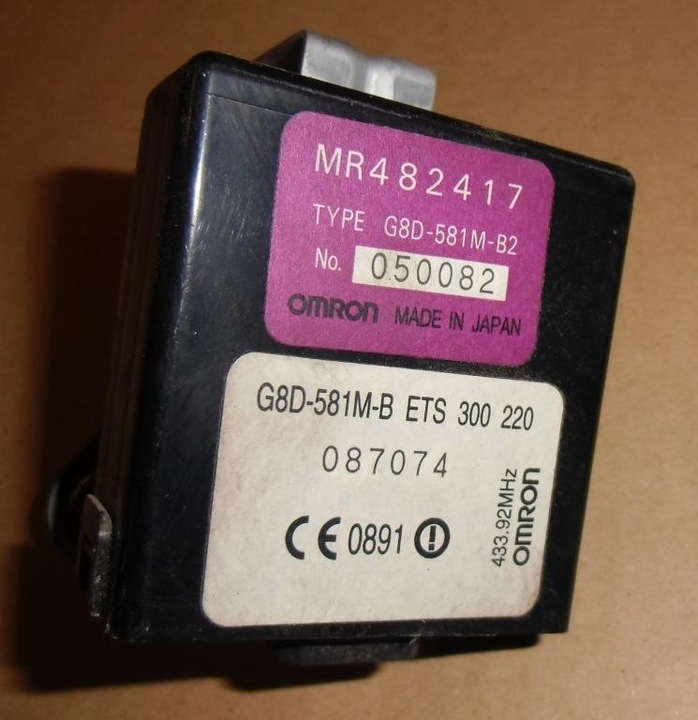 MR482417
TYPE G8D-581M-B2
No. 050082
OMRON MADE IN JAPAN
G8D-581M-B ETS 300 220
087074
CE 0891 !
433.92MHz
OMRON